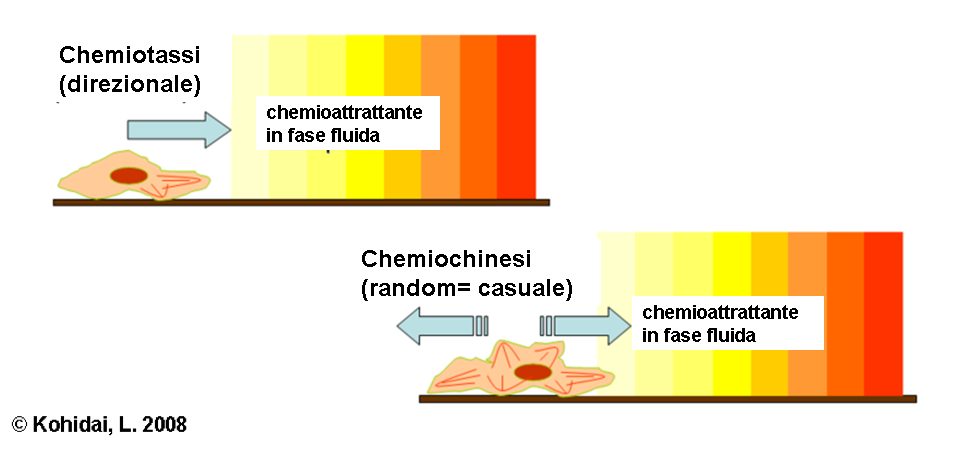 Chemiotassi
(direzionale)
chemioattrattante
in fase fluida
Chemiochinesi
(random= casuale)
chemioattrattante
in fase fluida
© Kohidai, L. 2008